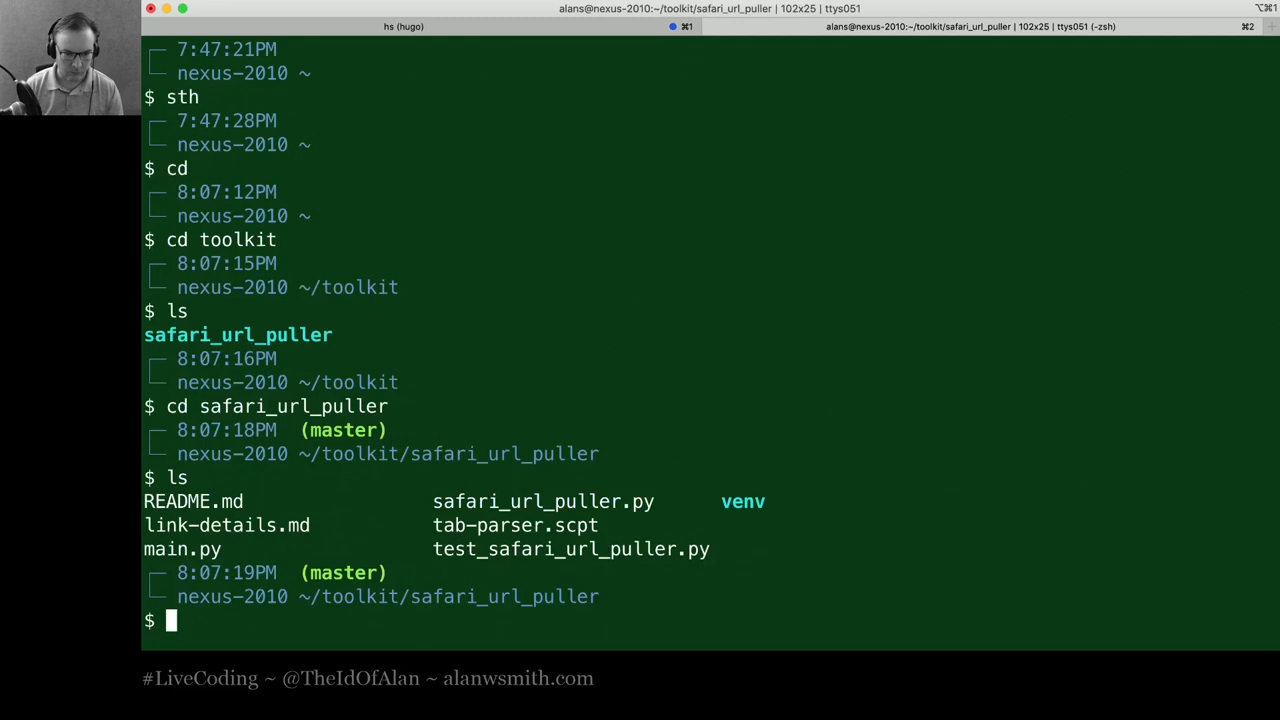 alans@nexus-2010:~/toolkit/safari_url_puller | 102x25 | ttys051
⌥⌘1
hs (hugo)
⌘1
alans@nexus-2010:~/toolkit/safari_url_puller | 102x25 | ttys051 (-zsh)
⌘2
7:47:21PM
nexus-2010 ~
$ sth
7:47:28PM
nexus-2010 ~
$ cd
8:07:12PM
nexus-2010 ~
$ cd toolkit
8:07:15PM
nexus-2010 ~/toolkit
$ ls
safari_url_puller
8:07:16PM
nexus-2010 ~/toolkit
$ cd safari_url_puller
8:07:18PM (master)
nexus-2010 ~/toolkit/safari_url_puller
$ ls
README.md safari_url_puller.py venv
link-details.md tab-parser.scpt
main.py test_safari_url_puller.py
8:07:19PM (master)
nexus-2010 ~/toolkit/safari_url_puller
$
#LiveCoding ~ @TheIdOfAlan ~ alanwsmith.com